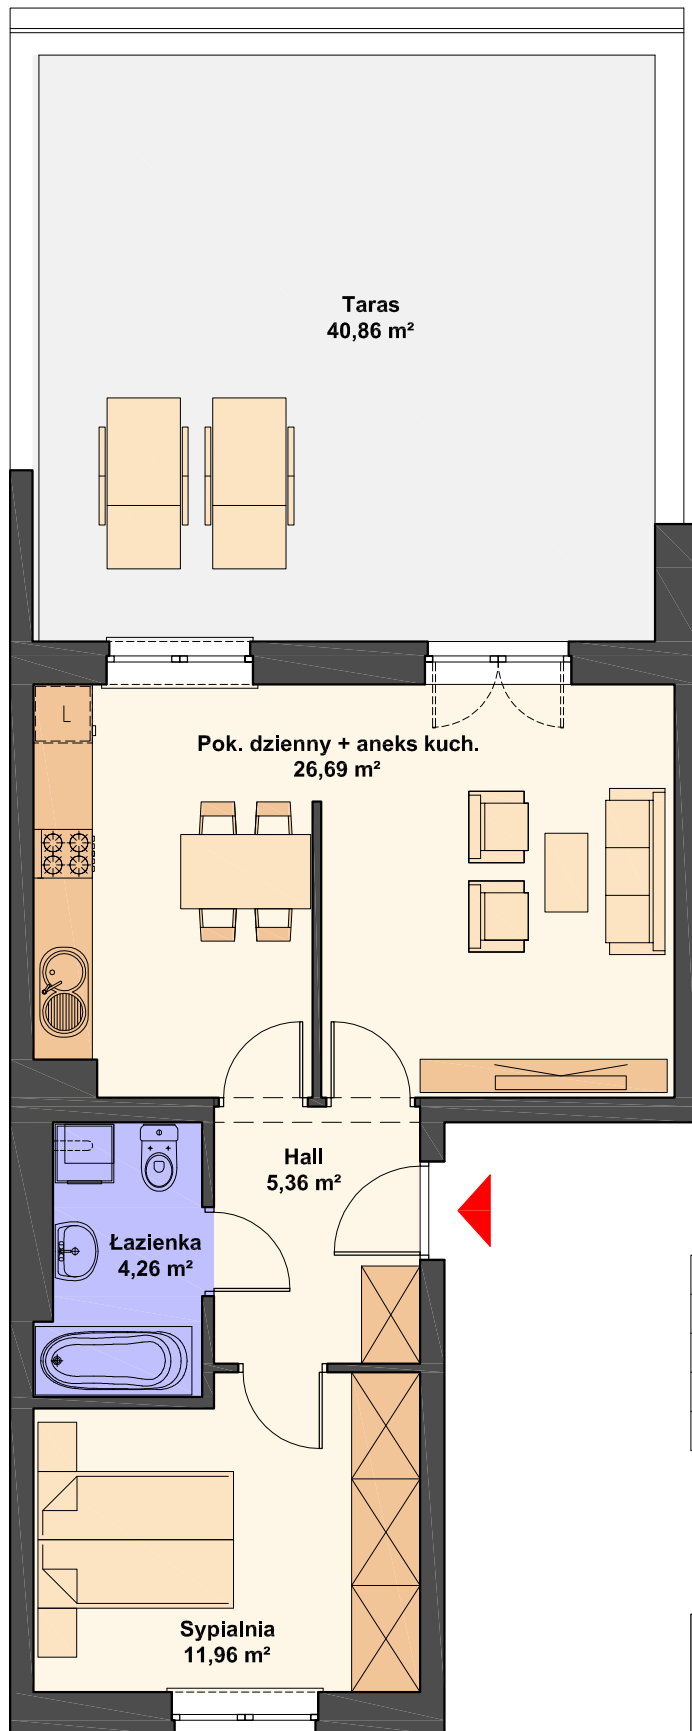 Taras
40,86 m²
L
Pok. dzienny + aneks kuch.
26,69 m²
Hall
5,36 m²
Łazienka
4,26 m²
Sypialnia
11,96 m²